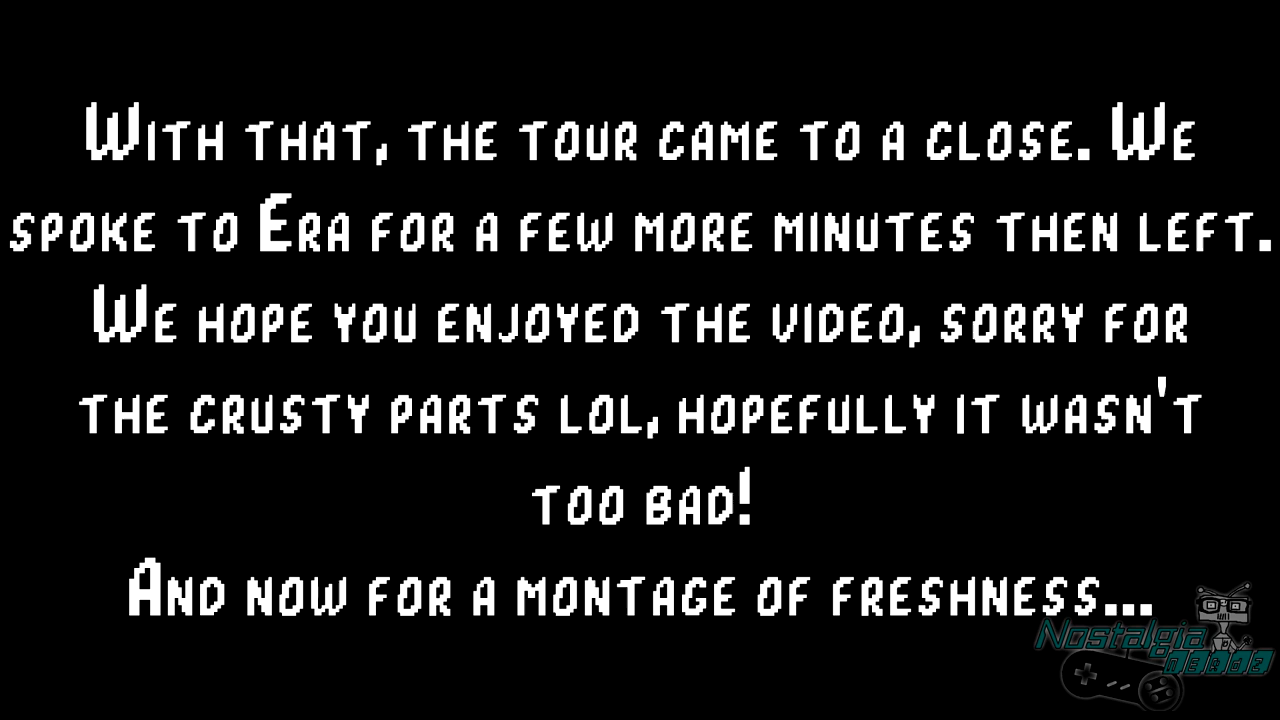 With that, the tour came to a close. We
spoke to Era for a few more minutes then left.
We hope you enjoyed the video, sorry for
the crusty parts lol, hopefully it wasn't
too bad!
And now for a montage of freshness...
Nostalgia
Nerdz